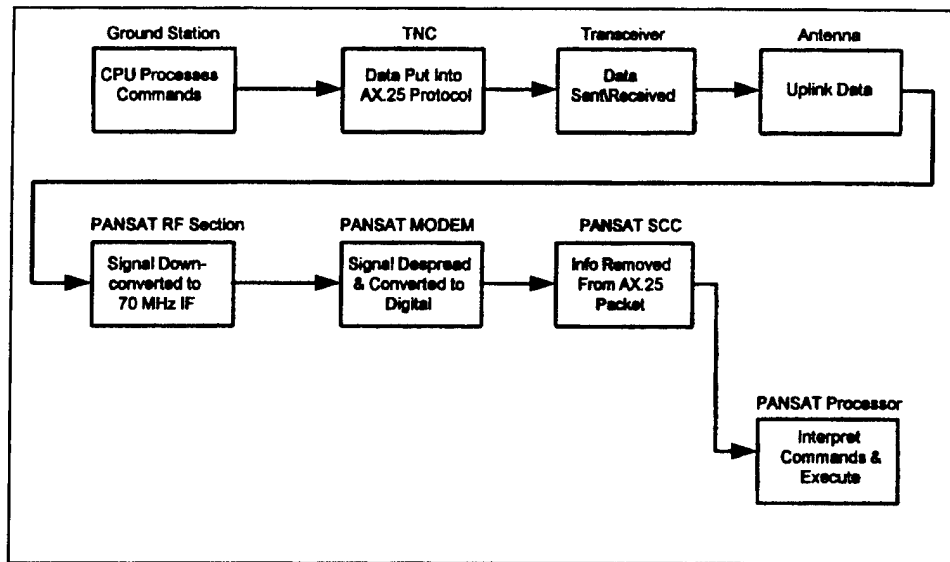 Ground Station
TNC
Transceiver
Antenna
CPU Processes
Commands
Data Put Into
AX.25 Protocol
Data
Sent\Received
Uplink Data
PANSAT RF Section
PANSAT MODEM
PANSAT SCC
Signal Down-
converted to
70 MHz IF
Signal Despread
& Converted to
Digital
Info Removed
From AX.25
Packet
PANSAT Processor
Interpret
Commands &
Execute